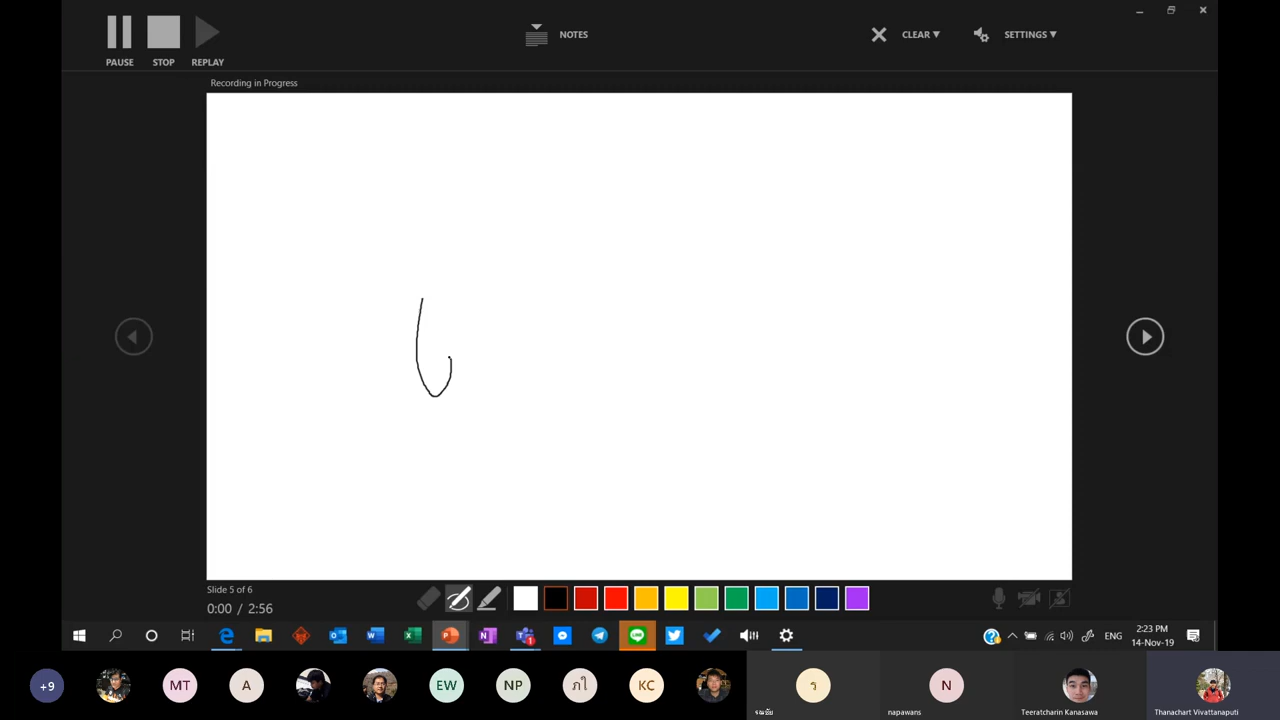 PAUSE STOP REPLAY
NOTES
CLEAR ▼
SETTINGS ▼
Recording in Progress
Slide 5 of 6
0:00 / 2:56
ENG
2:23 PM
14-Nov-19
+9
MT
A
EW
NP
ภไ
KC
ร
N
napawans
Teeratcharin Kanasawa
Thanachart Vivattanaputi